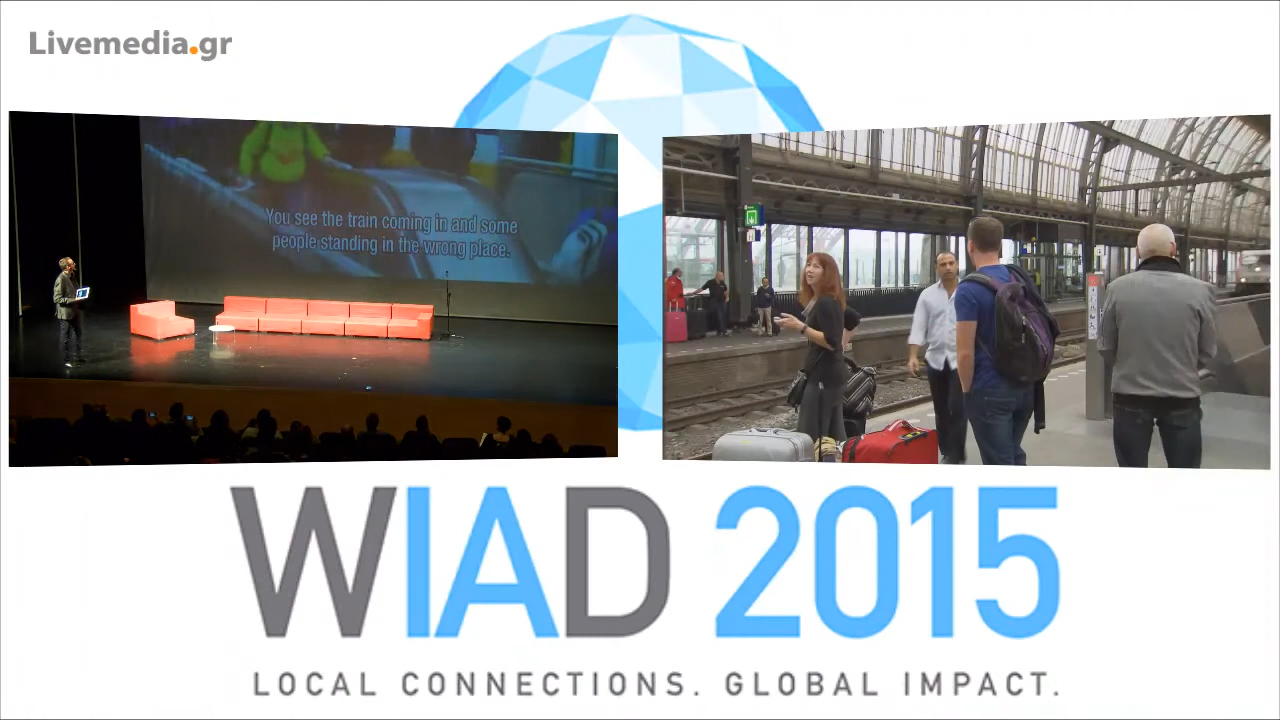 Livemedia.gr
You see the train coming in and some
people standing in the wrong place.
WIAD 2015
LOCAL CONNECTIONS. GLOBAL IMPACT.